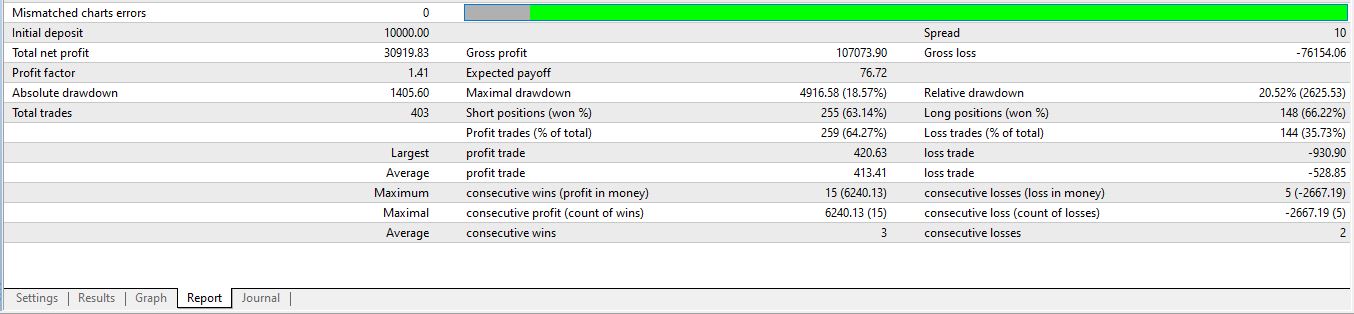 Mismatched charts errors 0
Initial deposit 10000.00 Spread 10
Total net profit 30919.83 Gross profit 107073.90 Gross loss -76154.06
Profit factor 1.41 Expected payoff 76.72
Absolute drawdown 1405.60 Maximal drawdown 4916.58 (18.57%) Relative drawdown 20.52% (2625.53)
Total trades 403 Short positions (won %) 255 (63.14%) Long positions (won %) 148 (66.22%)
Profit trades (% of total) 259 (64.27%) Loss trades (% of total) 144 (35.73%)
Largest profit trade 420.63 loss trade -930.90
Average profit trade 413.41 loss trade -528.85
Maximum consecutive wins (profit in money) 15 (6240.13) consecutive losses (loss in money) 5 (-2667.19)
Maximal consecutive profit (count of wins) 6240.13 (15) consecutive loss (count of losses) -2667.19 (5)
Average consecutive wins 3 consecutive losses 2
Settings | Results | Graph | Report | Journal |